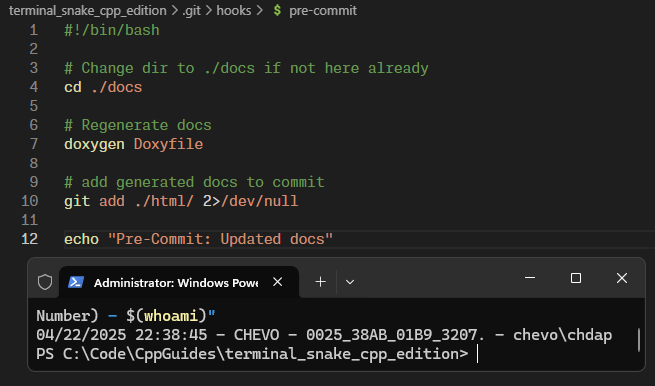 terminal_snake_cpp_edition > .git > hooks > $ pre-commit
1 #!/bin/bash
2
3 # Change dir to ./docs if not here already
4 cd ./docs
5
6 # Regenerate docs
7 doxygen Doxyfile
8
9 # add generated docs to commit
10 git add ./html/ 2>/dev/null
11
12 echo "Pre-Commit: Updated docs"
Administrator: Windows Powe
Number) - $(whoami)"
04/22/2025 22:38:45 - CHEVO - 0025_38AB_01B9_3207. - chevo\chdap
PS C:\Code\CppGuides\terminal_snake_cpp_edition>